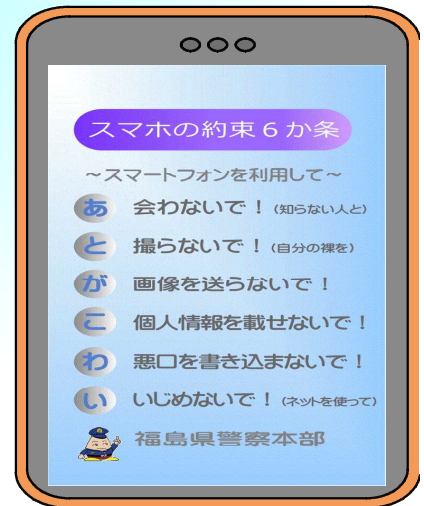 スマホの約束６か条
～スマートフォンを利用して～
あ 会わないで！（知らない人と）
と 撮らないで！（自分の裸を）
が 画像を送らないで！
こ 個人情報を載せないで！
わ 悪口を書き込まないで！
い いじめないで！（ネットを使って）
福島県警察本部